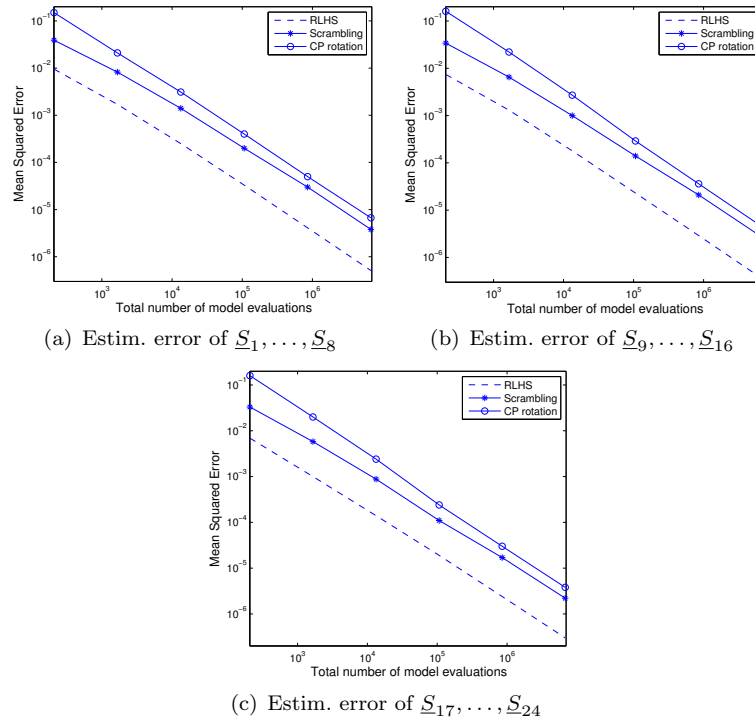 10⁻¹
10⁻²
10⁻³
10⁻⁴
10⁻⁵
10⁻⁶
Mean Squared Error
RLHS
Scrambling
CP rotation
10³ 10⁴ 10⁵ 10⁶
Total number of model evaluations
(a) Estim. error of S̲₁, . . . , S̲₈
10⁻¹
10⁻²
10⁻³
10⁻⁴
10⁻⁵
10⁻⁶
Mean Squared Error
RLHS
Scrambling
CP rotation
10³ 10⁴ 10⁵ 10⁶
Total number of model evaluations
(b) Estim. error of S̲₉, . . . , S̲₁₆
10⁻¹
10⁻²
10⁻³
10⁻⁴
10⁻⁵
10⁻⁶
Mean Squared Error
RLHS
Scrambling
CP rotation
10³ 10⁴ 10⁵ 10⁶
Total number of model evaluations
(c) Estim. error of S̲₁₇, . . . , S̲₂₄